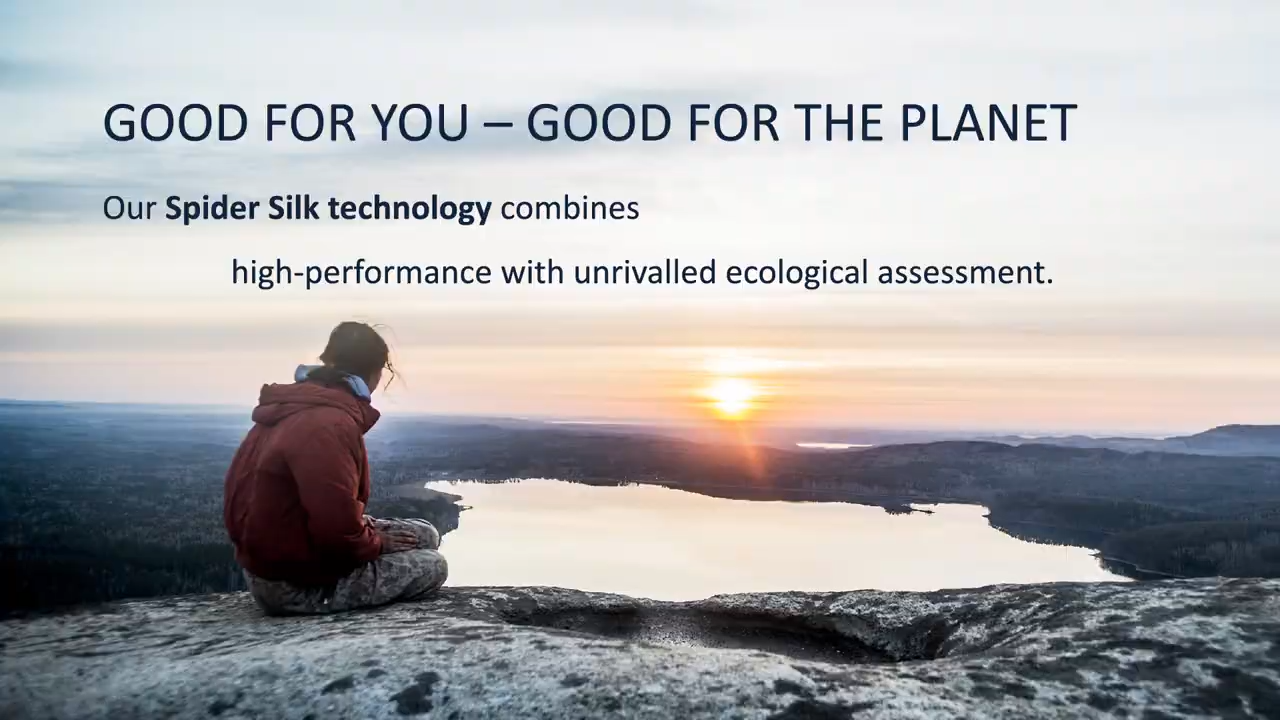 GOOD FOR YOU – GOOD FOR THE PLANET
Our Spider Silk technology combines
high-performance with unrivalled ecological assessment.